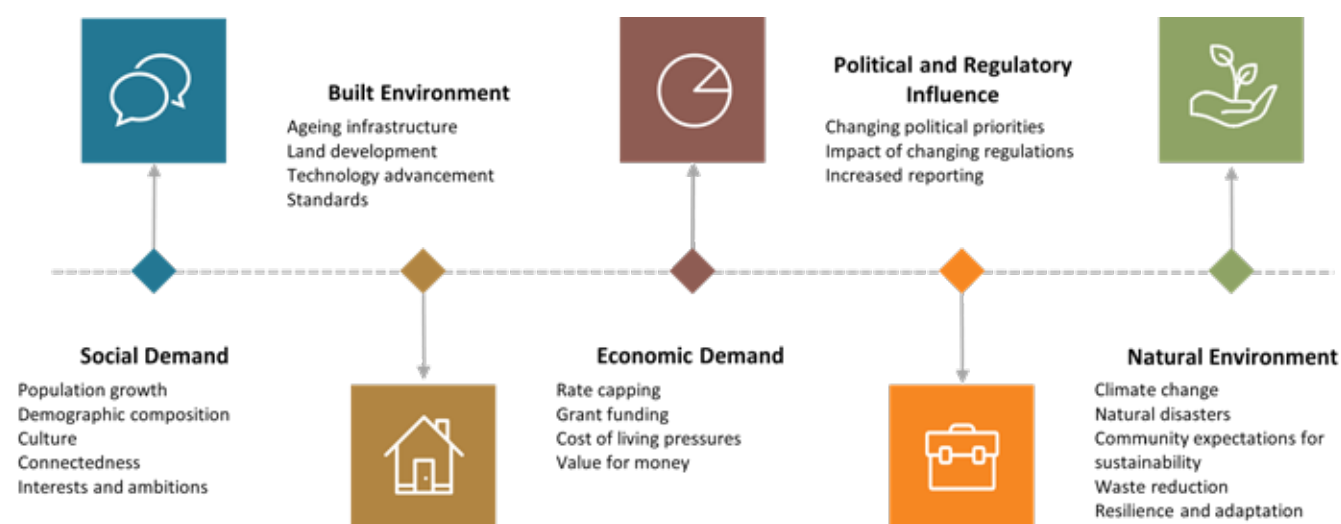 Built Environment
Ageing infrastructure
Land development
Technology advancement
Standards
Political and Regulatory
Influence
Changing political priorities
Impact of changing regulations
Increased reporting
Social Demand
Population growth
Demographic composition
Culture
Connectedness
Interests and ambitions
Economic Demand
Rate capping
Grant funding
Cost of living pressures
Value for money
Natural Environment
Climate change
Natural disasters
Community expectations for
sustainability
Waste reduction
Resilience and adaptation